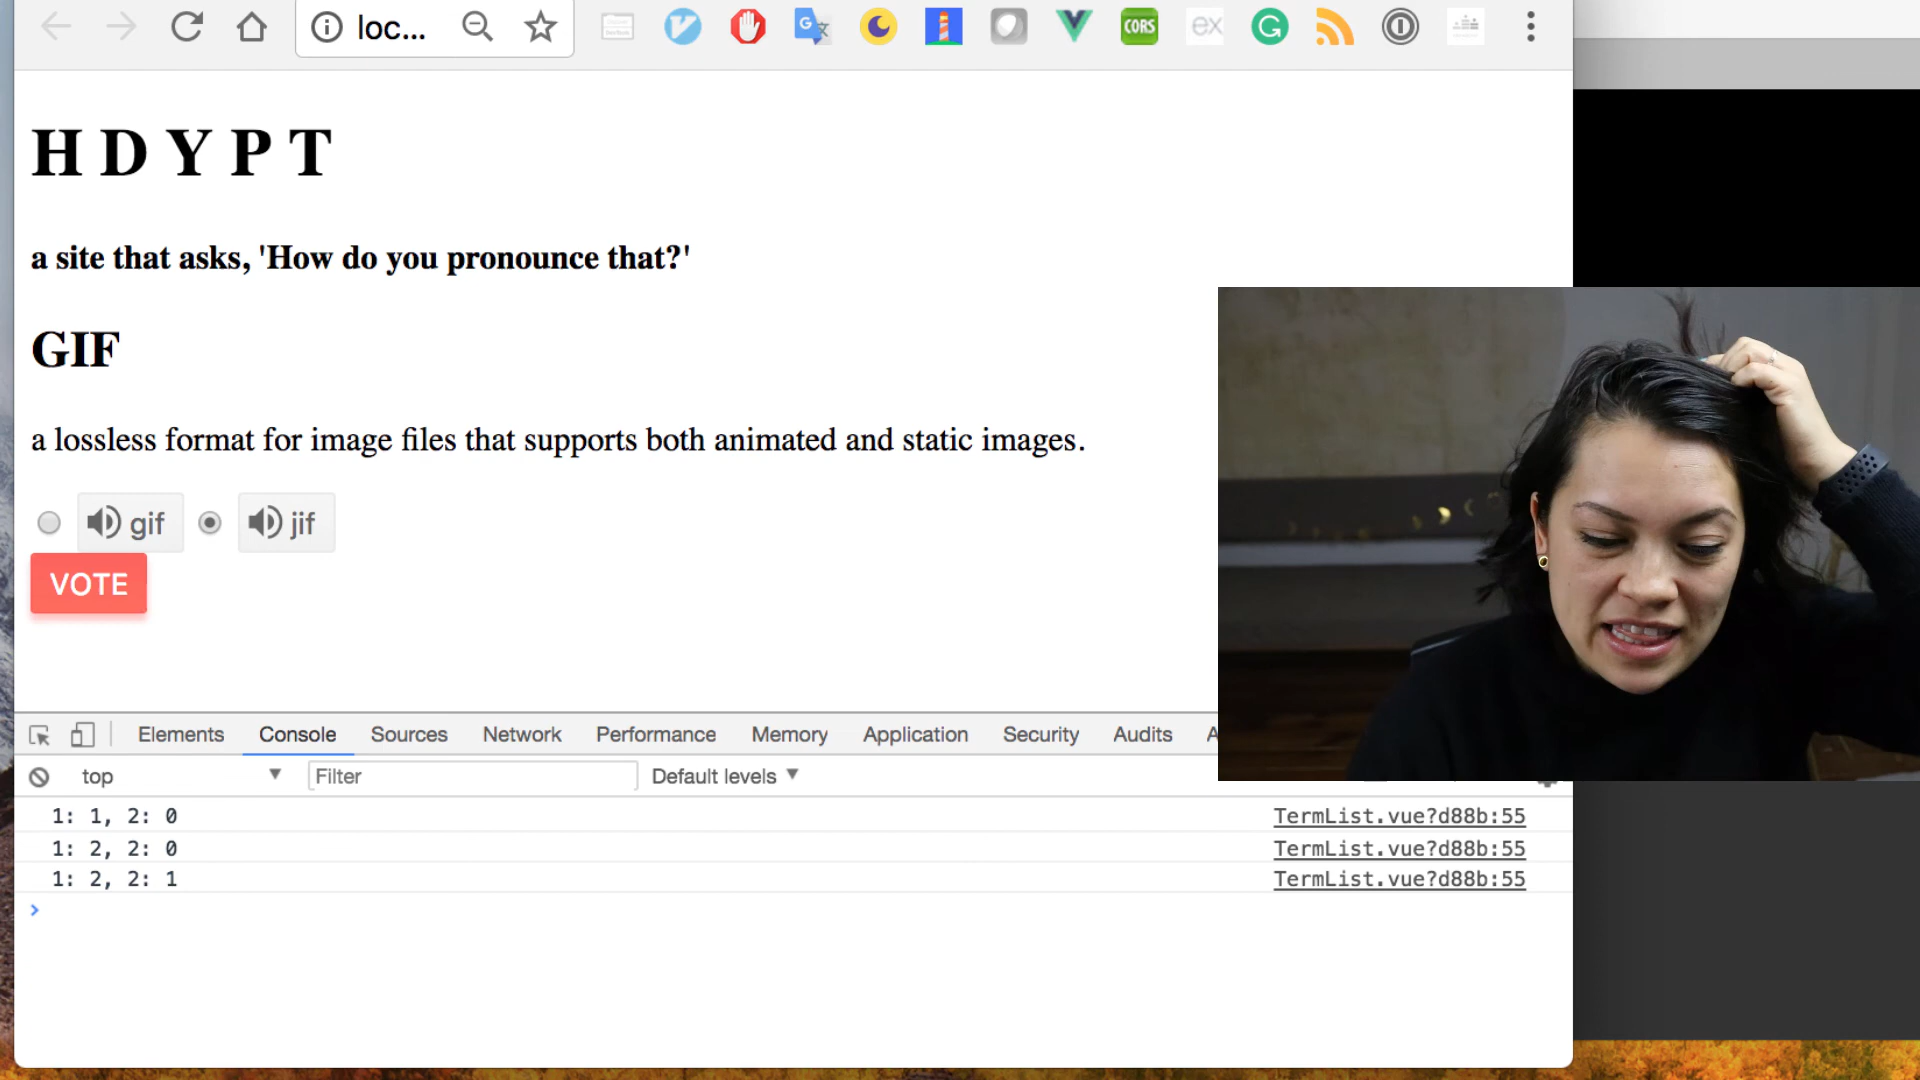 loc...
CORS
ex
H D Y P T
a site that asks, 'How do you pronounce that?'
GIF
a lossless format for image files that supports both animated and static images.
gif jif
VOTE
Elements Console Sources Network Performance Memory Application Security Audits A
top Filter Default levels
1: 1, 2: 0 TermList.vue?d88b:55
1: 2, 2: 0 TermList.vue?d88b:55
1: 2, 2: 1 TermList.vue?d88b:55